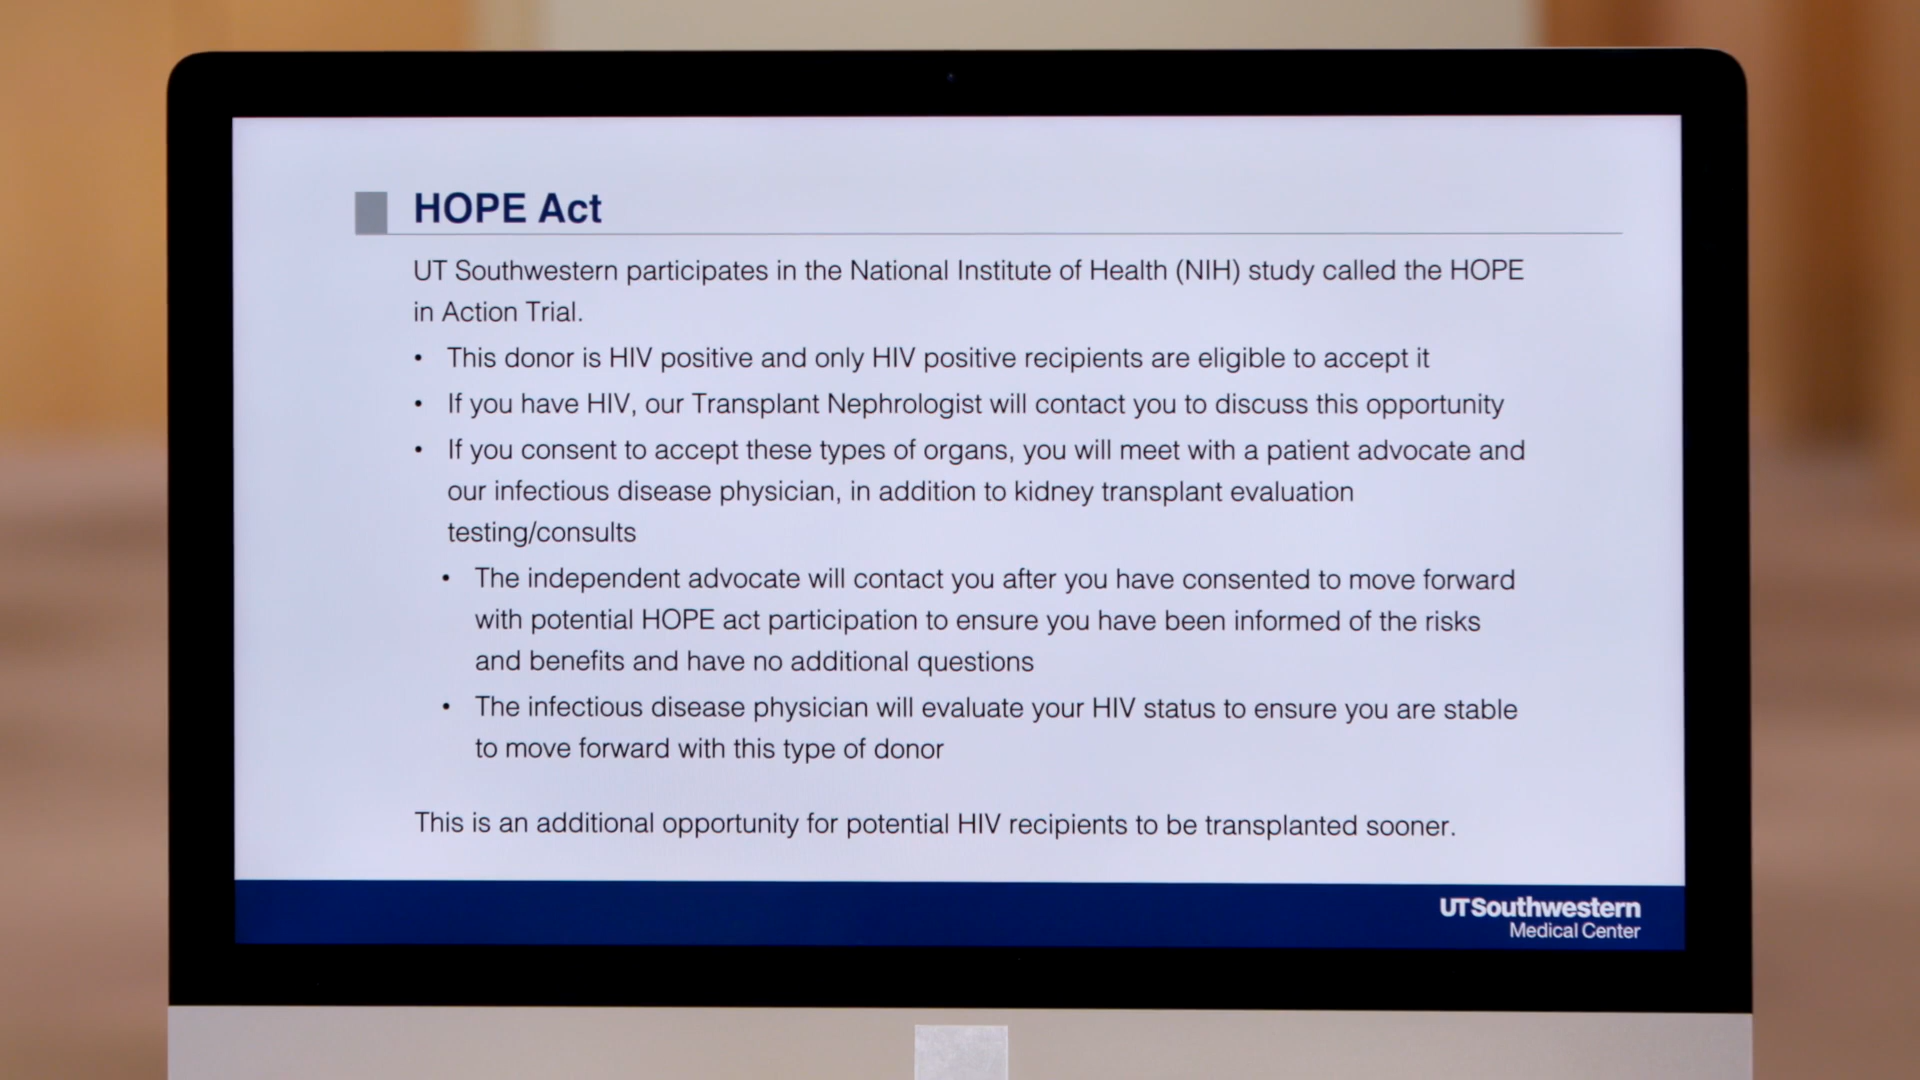 HOPE Act
UT Southwestern participates in the National Institute of Health (NIH) study called the HOPE
in Action Trial.
• This donor is HIV positive and only HIV positive recipients are eligible to accept it
• If you have HIV, our Transplant Nephrologist will contact you to discuss this opportunity
• If you consent to accept these types of organs, you will meet with a patient advocate and
our infectious disease physician, in addition to kidney transplant evaluation
testing/consults
• The independent advocate will contact you after you have consented to move forward
with potential HOPE act participation to ensure you have been informed of the risks
and benefits and have no additional questions
• The infectious disease physician will evaluate your HIV status to ensure you are stable
to move forward with this type of donor
This is an additional opportunity for potential HIV recipients to be transplanted sooner.
UTSouthwestern
Medical Center